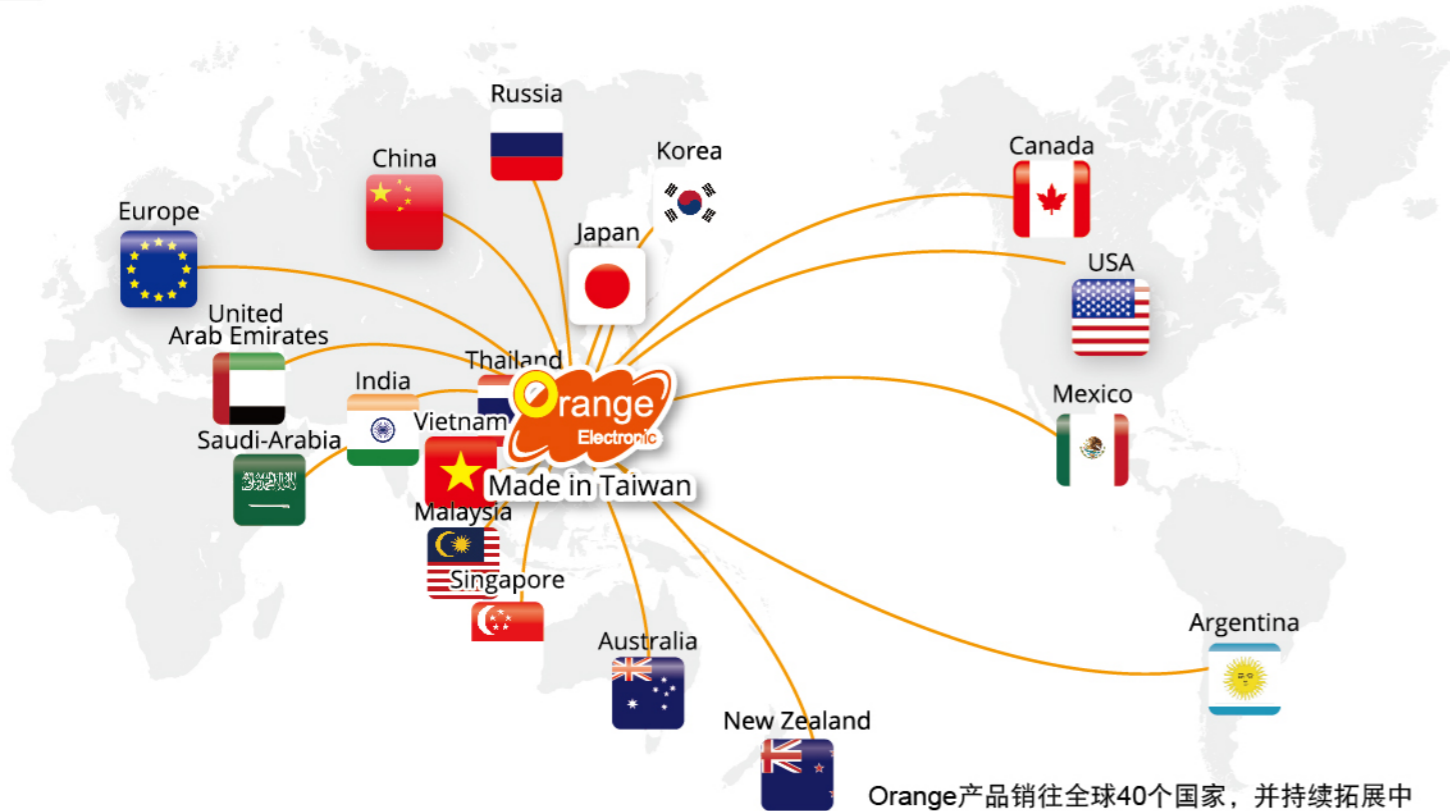 Russia
China
Korea
Canada
Europe
Japan
USA
United
Arab Emirates
Thailand
India
Mexico
Orange
Electronic
Vietnam
Saudi-Arabia
Made in Taiwan
Malaysia
Singapore
Argentina
Australia
New Zealand
Orange产品销往全球40个国家，并持续拓展中